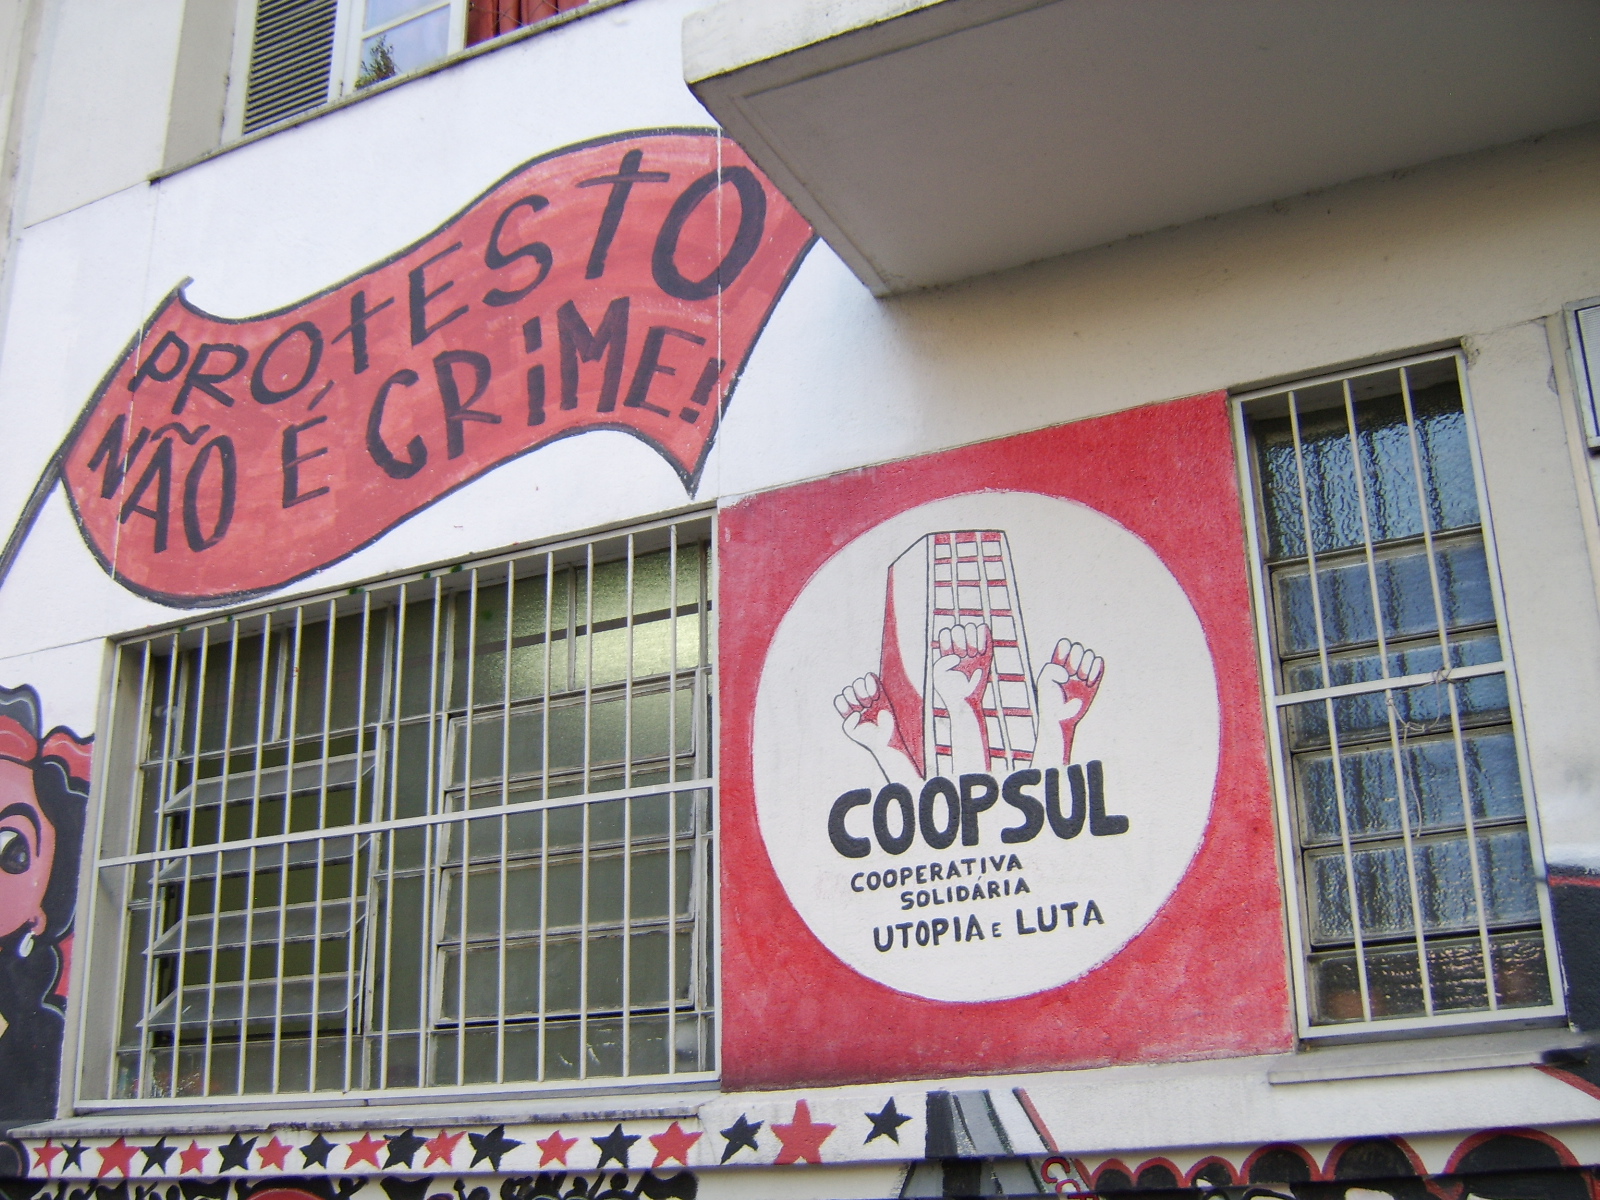 PROTESTO
NÃO É CRIME!
COOPSUL
COOPERATIVA
SOLIDÁRIA
UTOPIA E LUTA